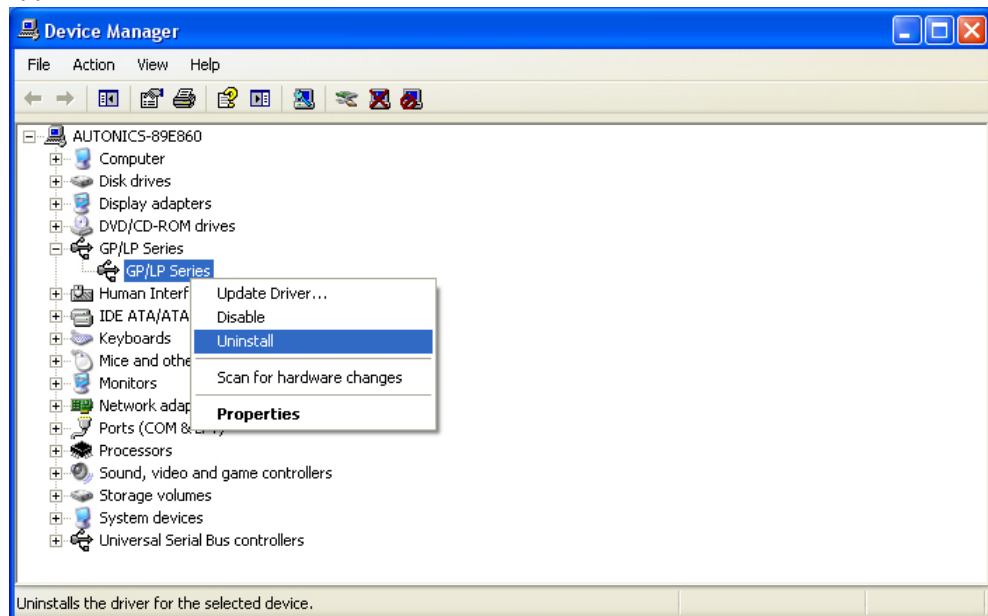 Device Manager
File Action View Help
AUTONICS-89E860
Computer
Disk drives
Display adapters
DVD/CD-ROM drives
GP/LP Series
GP/LP Series
Human Interf
Update Driver...
IDE ATA/ATA
Disable
Keyboards
Uninstall
Mice and othe
Monitors
Scan for hardware changes
Network adap
Properties
Ports (COM &
Processors
Sound, video and game controllers
Storage volumes
System devices
Universal Serial Bus controllers
Uninstalls the driver for the selected device.